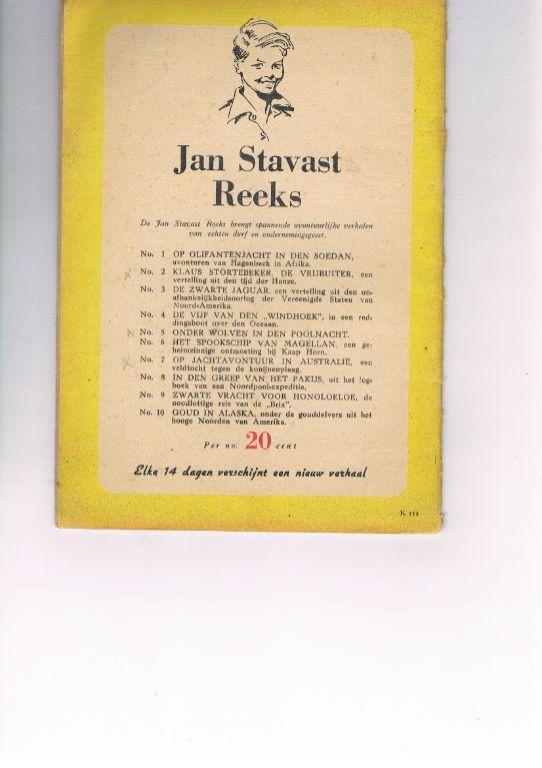 Jan Stavast
Reeks
De Jan Stavast Reeks brengt spannende avontuurlijke verhalen
van echten durf en ondernemingsgeest.
No. 1 OP OLIFANTENJACHT IN DEN SOEDAN,
avonturen van Hagenbeck in Afrika.
No. 2 KLAUS STÖRTEBEKER, DE VRIJBUITER, een
vertelling uit den tijd der Hanze.
No. 3 DE ZWARTE JAGUAR, een vertelling uit den on-
afhankelijkheidsoorlog der Vereenigde Staten van
Noord-Amerika.
No. 4 DE VIJF VAN DEN „WINDHOEK”, in een red-
dingsboot over den Oceaan.
No. 5 ONDER WOLVEN IN DEN POOLNACHT.
No. 6 HET SPOOKSCHIP VAN MAGELLAN, een ge-
heimzinnige ontmoeting bij Kaap Horn.
No. 7 OP JACHTAVONTUUR IN AUSTRALIË, een
veldtocht tegen de konijnenplaag.
No. 8 IN DEN GREEP VAN HET PAKIJS, uit het log-
boek van een Noordpool-expeditie.
No. 9 ZWARTE VRACHT VOOR HONOLOELOE, de
noodlottige reis van de „Bria”.
No. 10 GOUD IN ALASKA, onder de gouddelvers uit het
hooge Noorden van Amerika.
Per no. 20 cent
Elke 14 dagen verschijnt een nieuw verhaal